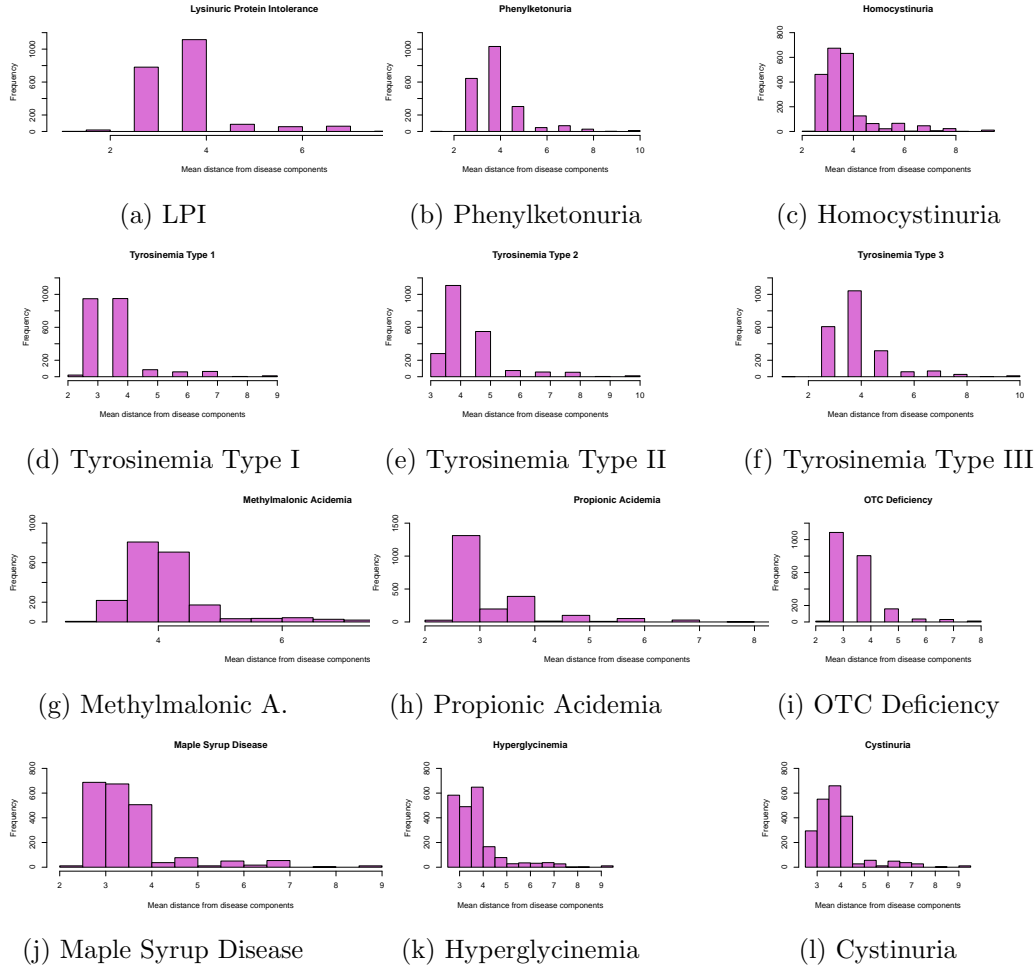 Lysinuric Protein Intolerance
Frequency
0 200 600 1000
2 4 6
Mean distance from disease components
(a) LPI
Phenylketonuria
Frequency
0 200 600 1000
2 4 6 8 10
Mean distance from disease components
(b) Phenylketonuria
Homocystinuria
Frequency
0 200 400 600 800
2 4 6 8
Mean distance from disease components
(c) Homocystinuria
Tyrosinemia Type 1
Frequency
0 200 600 1000
2 3 4 5 6 7 8 9
Mean distance from disease components
(d) Tyrosinemia Type I
Tyrosinemia Type 2
Frequency
0 200 600 1000
3 4 5 6 7 8 9 10
Mean distance from disease components
(e) Tyrosinemia Type II
Tyrosinemia Type 3
Frequency
0 200 600 1000
2 4 6 8 10
Mean distance from disease components
(f) Tyrosinemia Type III
Methylmalonic Acidemia
Frequency
0 200 600 1000
4 6
Mean distance from disease components
(g) Methylmalonic A.
Propionic Acidemia
Frequency
0 500 1000 1500
2 3 4 5 6 7 8
Mean distance from disease components
(h) Propionic Acidemia
OTC Deficiency
Frequency
0 200 600 1000
2 3 4 5 6 7 8
Mean distance from disease components
(i) OTC Deficiency
Maple Syrup Disease
Frequency
0 200 400 600 800
2 3 4 5 6 7 8 9
Mean distance from disease components
(j) Maple Syrup Disease
Hyperglycinemia
Frequency
0 200 400 600 800
3 4 5 6 7 8 9
Mean distance from disease components
(k) Hyperglycinemia
Cystinuria
Frequency
0 200 400 600 800
3 4 5 6 7 8 9
Mean distance from disease components
(l) Cystinuria